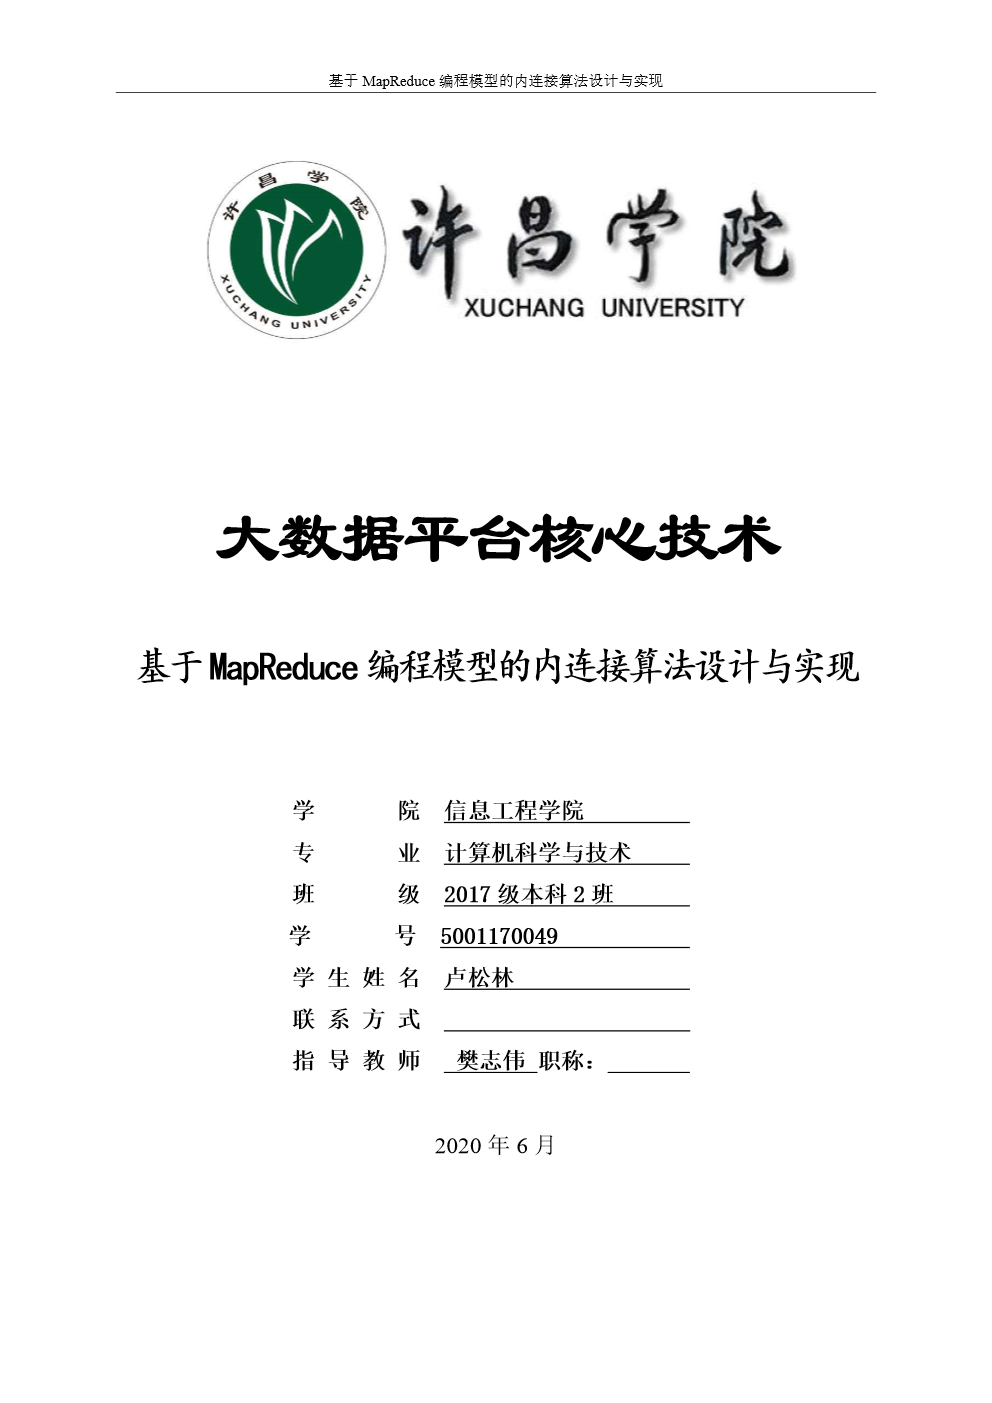 基于 MapReduce 编程模型的内连接算法设计与实现
许昌学院
XUCHANG UNIVERSITY
许昌学院
XUCHANG UNIVERSITY
大数据平台核心技术
基于 MapReduce 编程模型的内连接算法设计与实现
学 院 信息工程学院
专 业 计算机科学与技术
班 级 2017 级本科 2 班
学 号 5001170049
学 生 姓 名 卢松林
联 系 方 式
指 导 教 师 樊志伟 职称：
2020 年 6 月